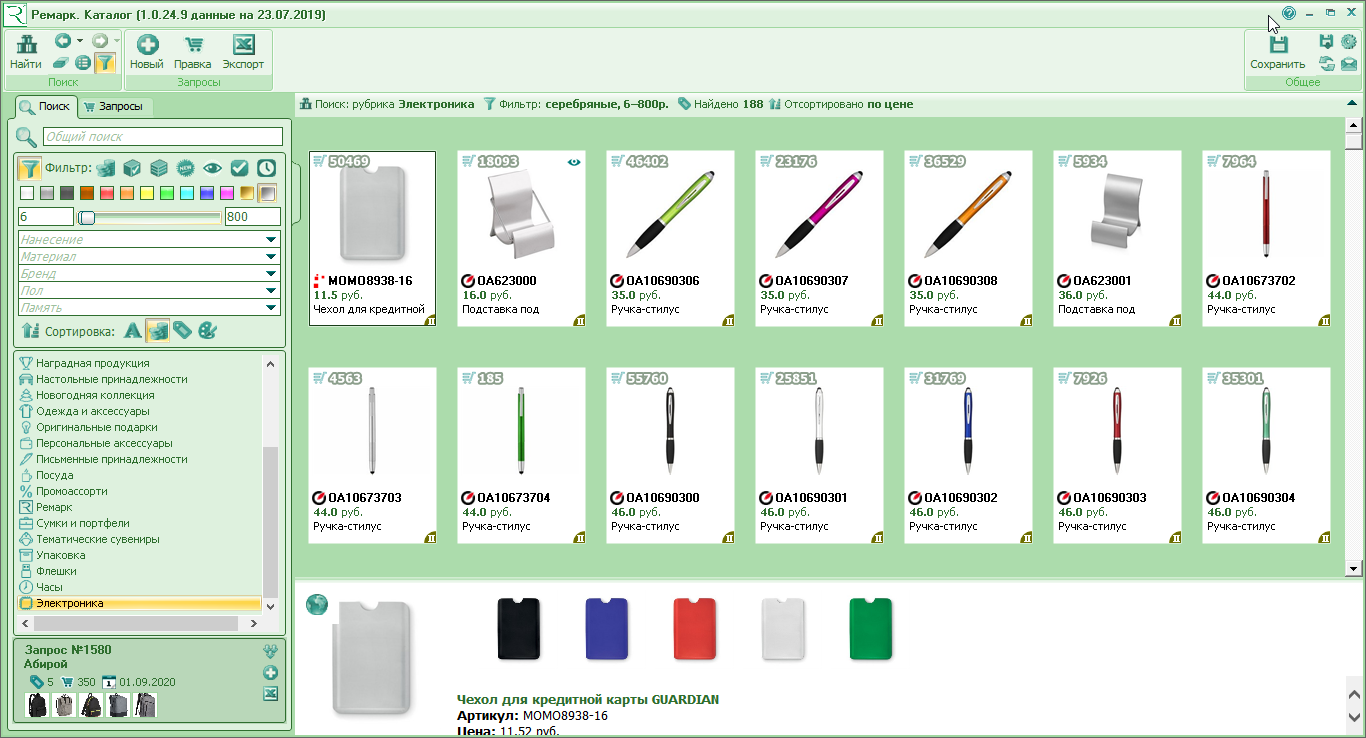 Ремарк. Каталог (1.0.24.9 данные на 23.07.2019)
Найти
Новый Правка Экспорт
Сохранить
Поиск
Запросы
Общее
Поиск Запросы
Поиск: рубрика Электроника Фильтр: серебряные, 6–800р. Найдено 188 Отсортировано по цене
Общий поиск
Фильтр:
NEW
6 800
Нанесение
Материал
Бренд
Пол
Память
Сортировка:
Наградная продукция
Настольные принадлежности
Новогодняя коллекция
Одежда и аксессуары
Оригинальные подарки
Персональные аксессуары
Письменные принадлежности
Посуда
Промоассорти
Ремарк
Сумки и портфели
Тематические сувениры
Упаковка
Флешки
Часы
Электроника
Запрос №1580
Абирой
5 350 1 01.09.2020
50469 18093 46402 23176 36529 5934 7964
MOMO8938-16 OA623000 OA10690306 OA10690307 OA10690308 OA623001 OA10673702
11.5 руб. 16.0 руб. 35.0 руб. 35.0 руб. 35.0 руб. 36.0 руб. 44.0 руб.
Чехол для кредитной Подставка под Ручка-стилус Ручка-стилус Ручка-стилус Подставка под Ручка-стилус
4563 185 55760 25851 31769 7926 35301
OA10673703 OA10673704 OA10690300 OA10690301 OA10690302 OA10690303 OA10690304
44.0 руб. 44.0 руб. 46.0 руб. 46.0 руб. 46.0 руб. 46.0 руб. 46.0 руб.
Ручка-стилус Ручка-стилус Ручка-стилус Ручка-стилус Ручка-стилус Ручка-стилус Ручка-стилус
Чехол для кредитной карты GUARDIAN
Артикул: MOMO8938-16
Цена: 11.52 руб.